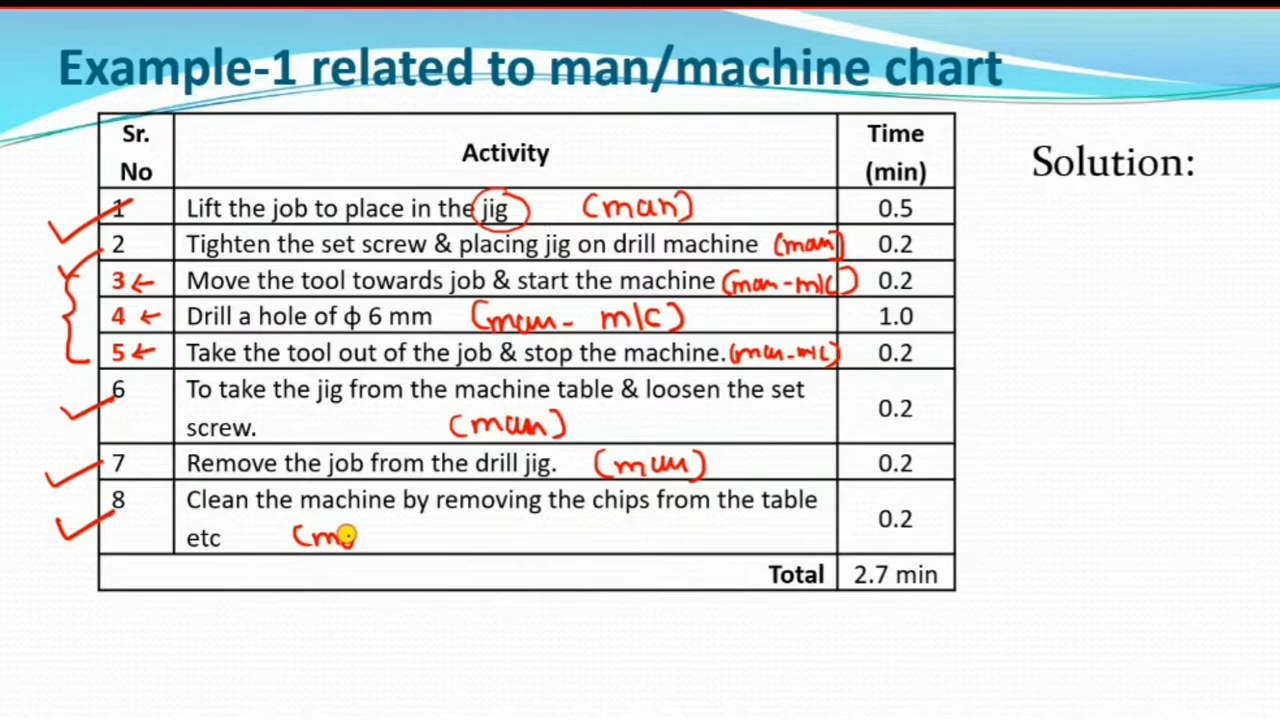 Example-1 related to man/machine chart
Sr. No Activity Time (min)
1 Lift the job to place in the jig (man) 0.5
2 Tighten the set screw & placing jig on drill machine (man) 0.2
3 Move the tool towards job & start the machine (man-m/c) 0.2
4 Drill a hole of ф 6 mm (man- m/c) 1.0
5 Take the tool out of the job & stop the machine. (man-m/c) 0.2
6 To take the jig from the machine table & loosen the set
screw. (man) 0.2
7 Remove the job from the drill jig. (man) 0.2
8 Clean the machine by removing the chips from the table
etc (m 0.2
Total 2.7 min
Solution: